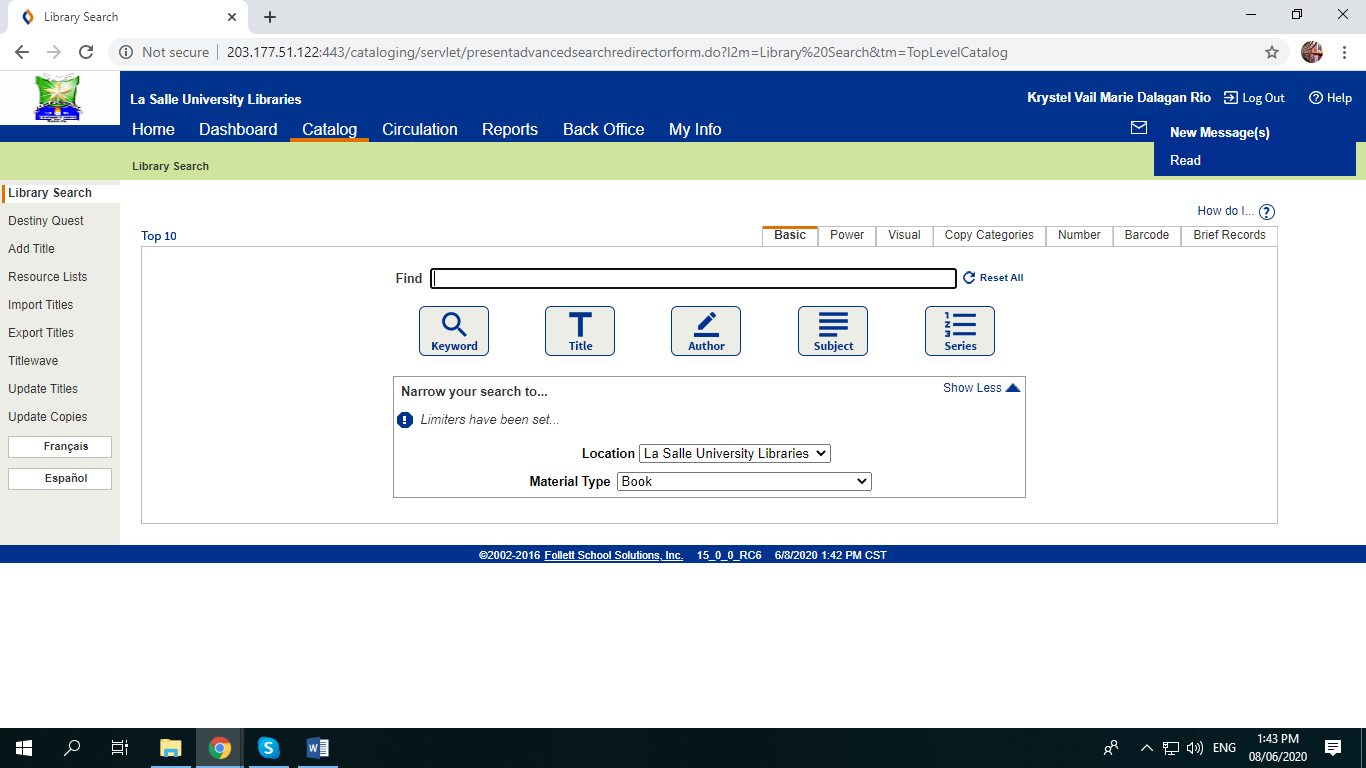 Library Search
Not secure
203.177.51.122:443/cataloging/servlet/presentadvancedsearchredirectorform.do?l2m=Library%20Search&tm=TopLevelCatalog
La Salle University Libraries
Krystel Vail Marie Dalagan Rio Log Out Help
Home Dashboard Catalog Circulation Reports Back Office My Info
New Message(s)
Read
Library Search
Library Search
Destiny Quest
Add Title
Resource Lists
Import Titles
Export Titles
Titlewave
Update Titles
Update Copies
Français
Español
How do I... ?
Top 10
Basic Power Visual Copy Categories Number Barcode Brief Records
Find
Reset All
Keyword Title Author Subject Series
Narrow your search to...
Show Less
Limiters have been set...
Location La Salle University Libraries
Material Type Book
©2002-2016 Follett School Solutions, Inc. 15_0_0_RC6 6/8/2020 1:42 PM CST
ENG
1:43 PM
08/06/2020